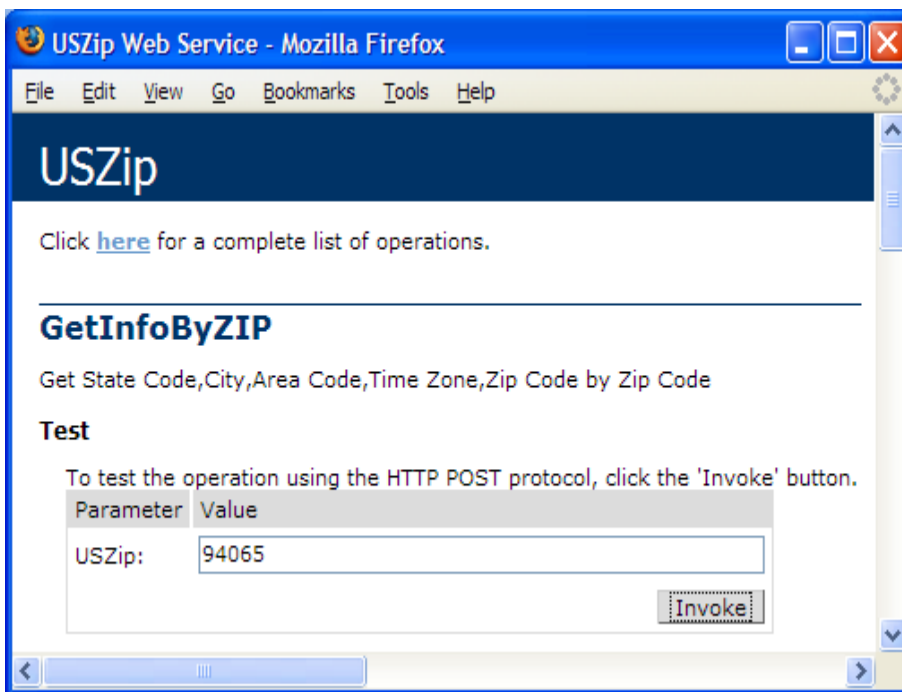 USZip Web Service - Mozilla Firefox
File Edit View Go Bookmarks Tools Help
USZip
Click here for a complete list of operations.
GetInfoByZIP
Get State Code,City,Area Code,Time Zone,Zip Code by Zip Code
Test
To test the operation using the HTTP POST protocol, click the 'Invoke' button.
Parameter Value
USZip: 94065
Invoke